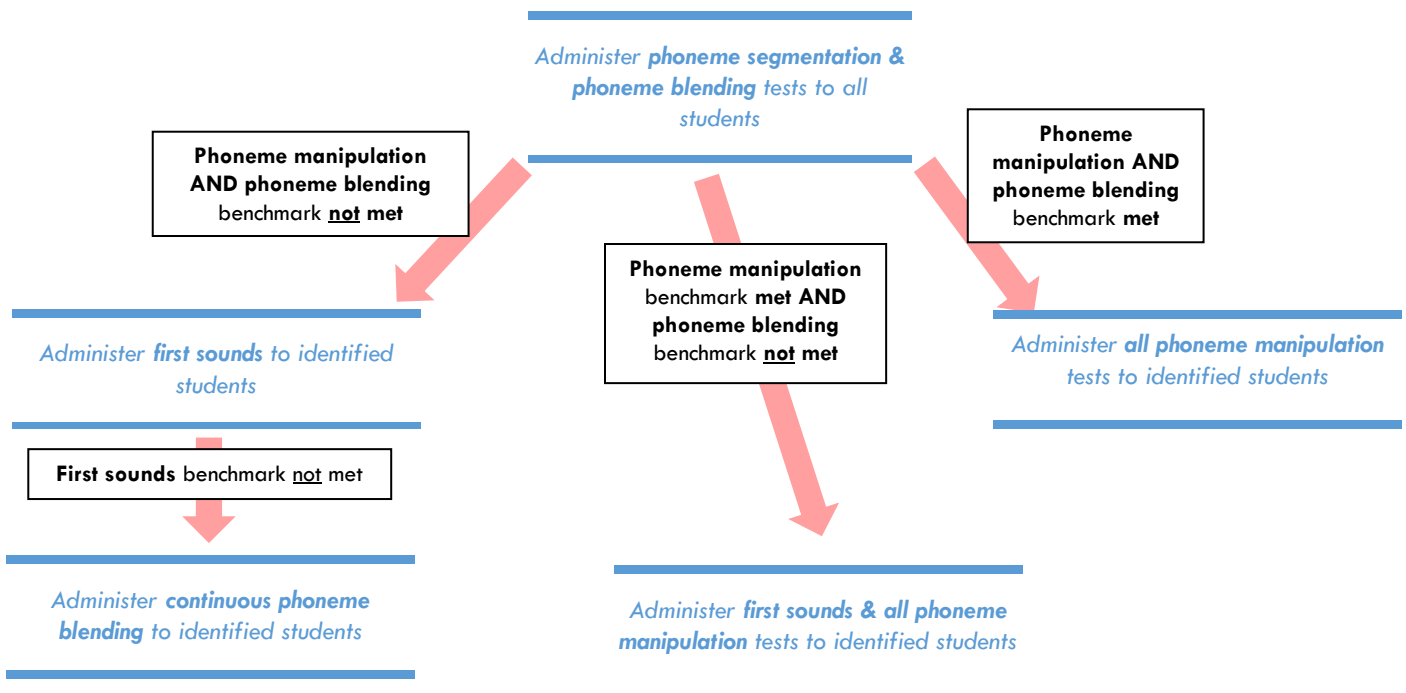 Administer phoneme segmentation &
phoneme blending tests to all
students
Phoneme manipulation
AND phoneme blending
benchmark not met
Phoneme manipulation
benchmark met AND
phoneme blending
benchmark not met
Phoneme
manipulation AND
phoneme blending
benchmark met
Administer first sounds to identified
students
Administer all phoneme manipulation
tests to identified students
First sounds benchmark not met
Administer continuous phoneme
blending to identified students
Administer first sounds & all phoneme
manipulation tests to identified students